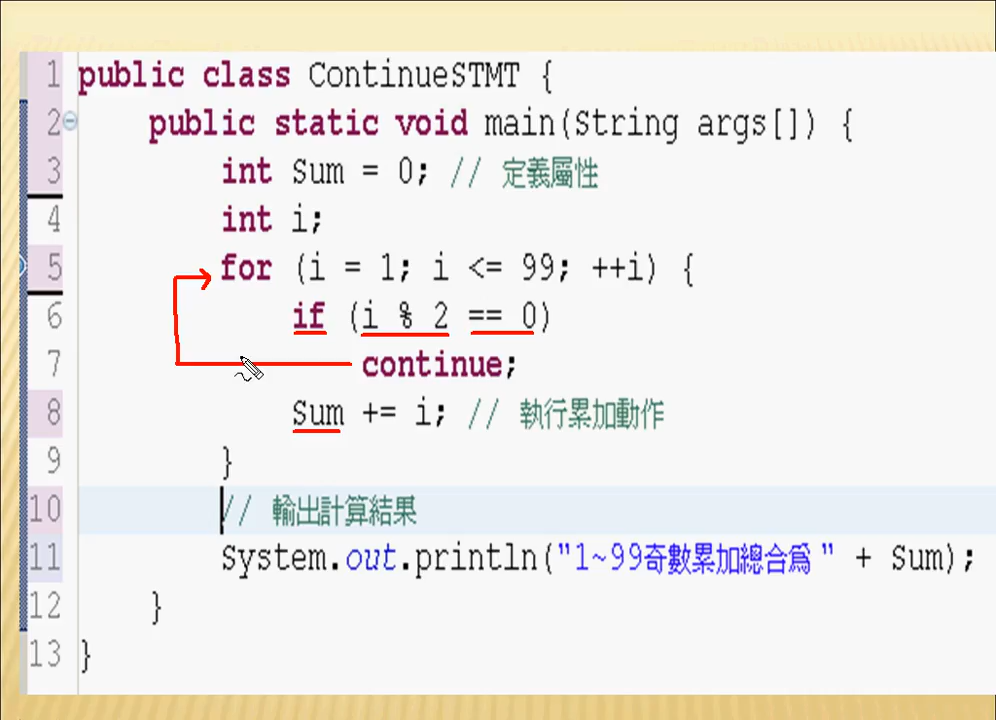 1 public class ContinueSTMT {
2 public static void main(String args[]) {
3 int Sum = 0; // 定義屬性
4 int i;
5 for (i = 1; i <= 99; ++i) {
6 if (i % 2 == 0)
7 continue;
8 Sum += i; // 執行累加動作
9 }
10 // 輸出計算結果
11 System.out.println("1~99奇數累加總合爲 " + Sum);
12 }
13 }